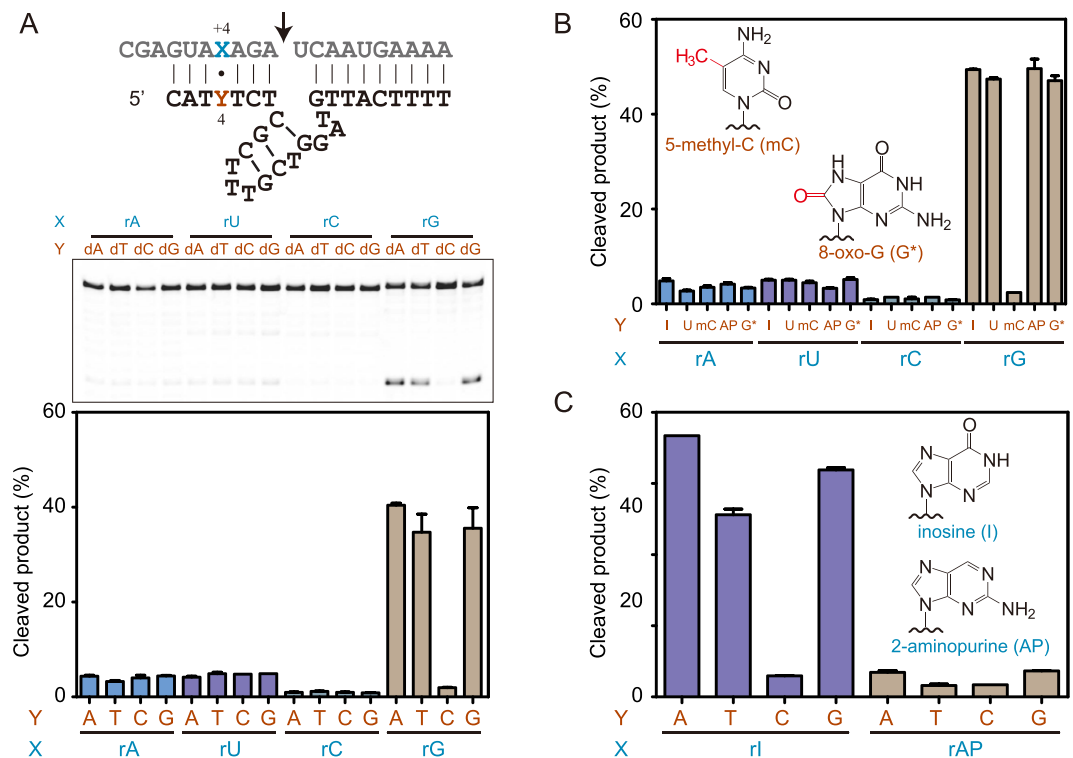 A
+4
CGAGUAXAGA UCAAUGAAAA
5’ CATYTCT GTTACTTTT
4
C T A
G G
C G
C T
T G C
T T
X rA rU rC rG
Y dA dT dC dG dA dT dC dG dA dT dC dG dA dT dC dG
Cleaved product (%)
60
40
20
0
Y A T C G A T C G A T C G A T C G
X rA rU rC rG
B
Cleaved product (%)
60
40
20
0
NH₂
H₃C
N
N O
5-methyl-C (mC)
H O
N NH
O
N N NH₂
8-oxo-G (G*)
Y I U mC AP G* I U mC AP G* I U mC AP G* I U mC AP G*
X rA rU rC rG
C
Cleaved product (%)
60
40
20
0
O
N NH
N N
inosine (I)
N N
N N NH₂
2-aminopurine (AP)
Y A T C G A T C G
X rI rAP